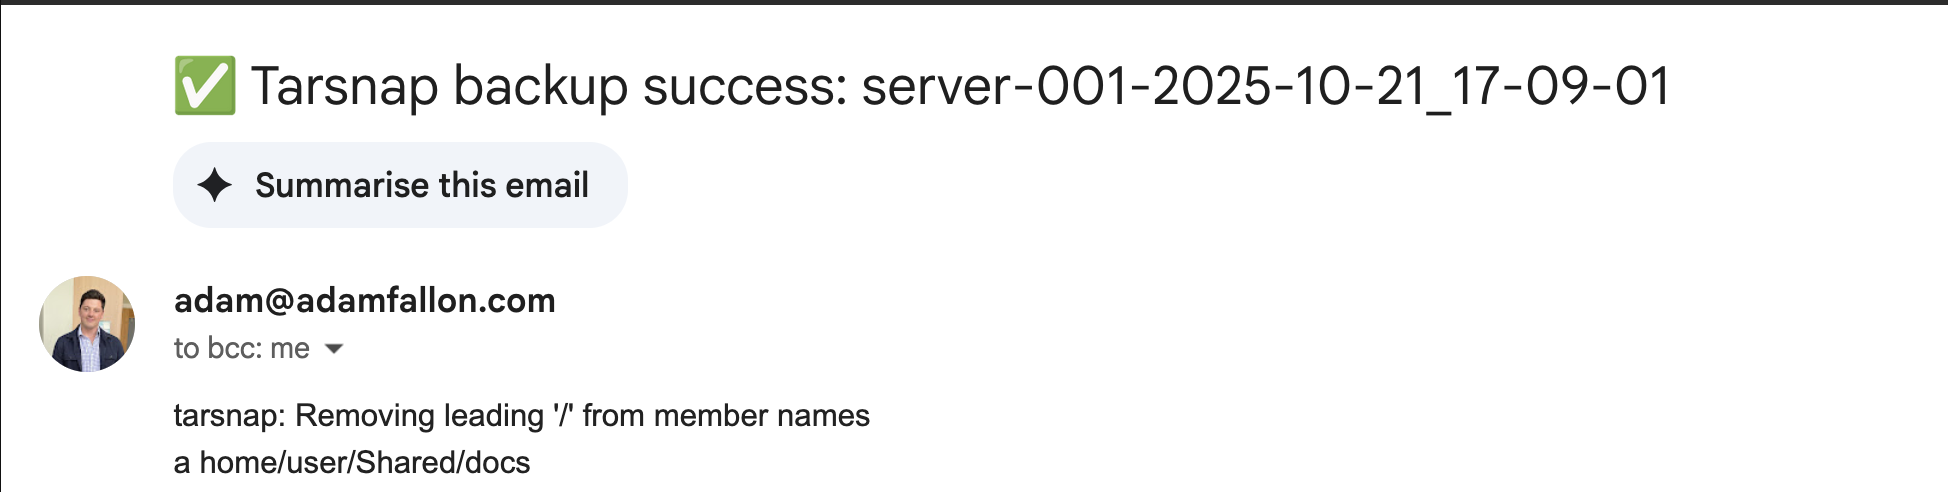 ✅ Tarsnap backup success: server-001-2025-10-21_17-09-01
Summarise this email
adam@adamfallon.com
to bcc: me
tarsnap: Removing leading '/' from member names
a home/user/Shared/docs